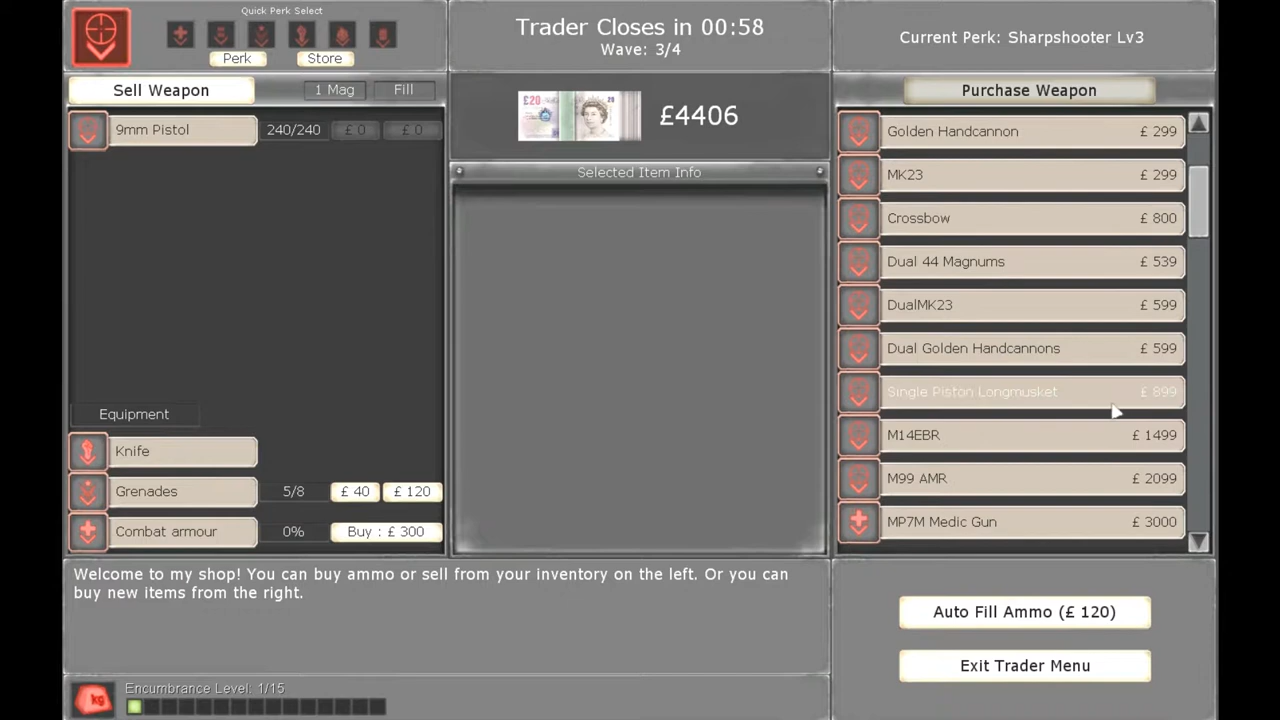 Quick Perk Select
Perk
Store
Trader Closes in 00:58
Wave: 3/4
Current Perk: Sharpshooter Lv3
Sell Weapon
1 Mag
Fill
9mm Pistol
240/240
£ 0
£ 0
£20
20
£4406
Selected Item Info
Purchase Weapon
Golden Handcannon £ 299
MK23 £ 299
Crossbow £ 800
Dual 44 Magnums £ 539
DualMK23 £ 599
Dual Golden Handcannons £ 599
Single Piston Longmusket £ 899
M14EBR £ 1499
M99 AMR £ 2099
MP7M Medic Gun £ 3000
Equipment
Knife
Grenades 5/8 £ 40 £ 120
Combat armour 0% Buy : £ 300
Welcome to my shop! You can buy ammo or sell from your inventory on the left. Or you can
buy new items from the right.
Auto Fill Ammo (£ 120)
Exit Trader Menu
kg
Encumbrance Level: 1/15